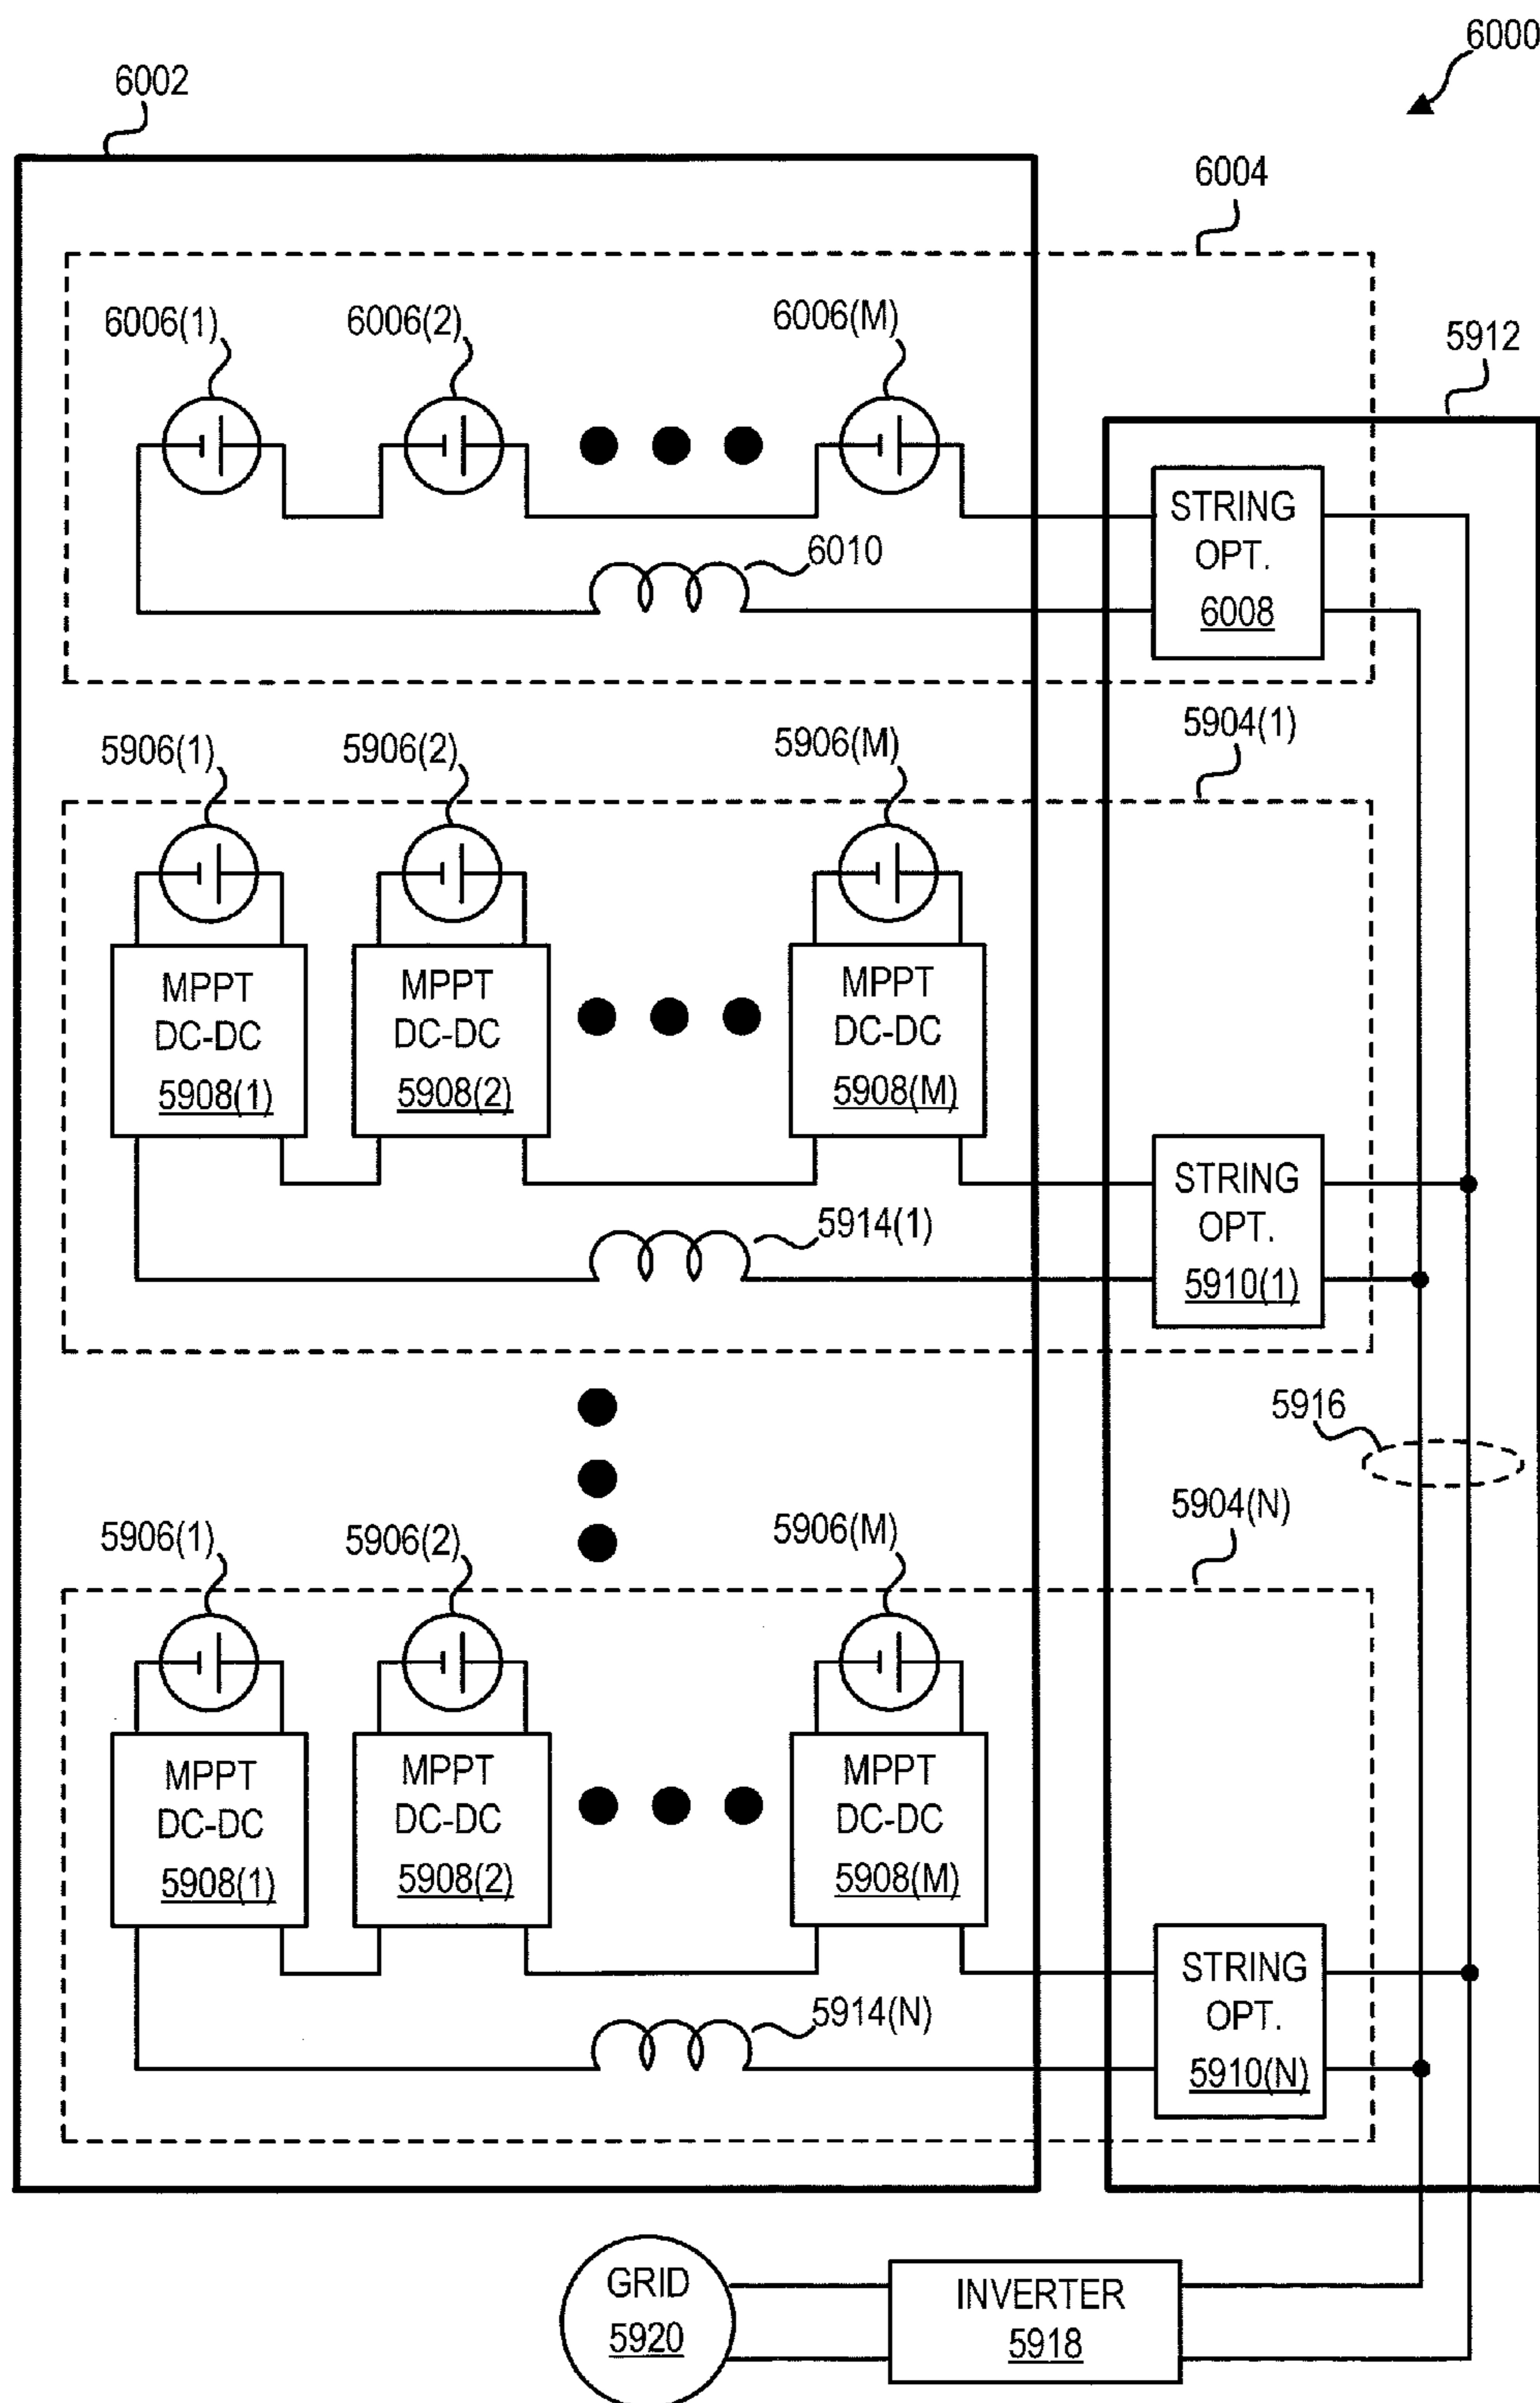 6000
6002
6004
6006(1)
6006(2)
6006(M)
5912
STRING
OPT.
6008
6010
5904(1)
5906(1)
5906(2)
5906(M)
MPPT
DC-DC
5908(1)
MPPT
DC-DC
5908(2)
MPPT
DC-DC
5908(M)
STRING
OPT.
5910(1)
5914(1)
5916
5904(N)
5906(1)
5906(2)
5906(M)
MPPT
DC-DC
5908(1)
MPPT
DC-DC
5908(2)
MPPT
DC-DC
5908(M)
STRING
OPT.
5910(N)
5914(N)
GRID
5920
INVERTER
5918